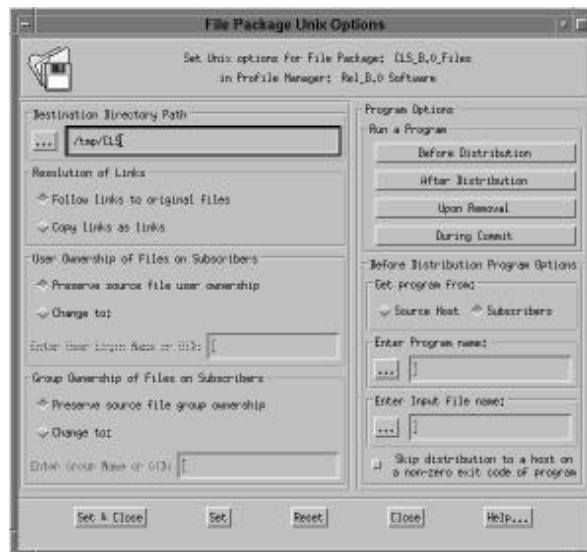 File Package Unix Options
Set Unix options for File Package: CLS_B.0_Files
in Profile Manager: Rel_B.0 Software
Destination Directory Path
... /tmp/CLS
Resolution of Links
Follow links to original files
Copy links as links
User Ownership of Files on Subscribers
Preserve source file user ownership
Change to:
Enter User Login Name or UID:
Group Ownership of Files on Subscribers
Preserve source file group ownership
Change to:
Enter Group Name or GID:
Program Options
Run a Program
Before Distribution
After Distribution
Upon Removal
During Commit
Before Distribution Program Options
Get program from:
Source Host Subscribers
Enter Program name:
...
Enter Input file name:
...
Skip distribution to a host on
a non-zero exit code of program
Set & Close Set Reset Close Help...